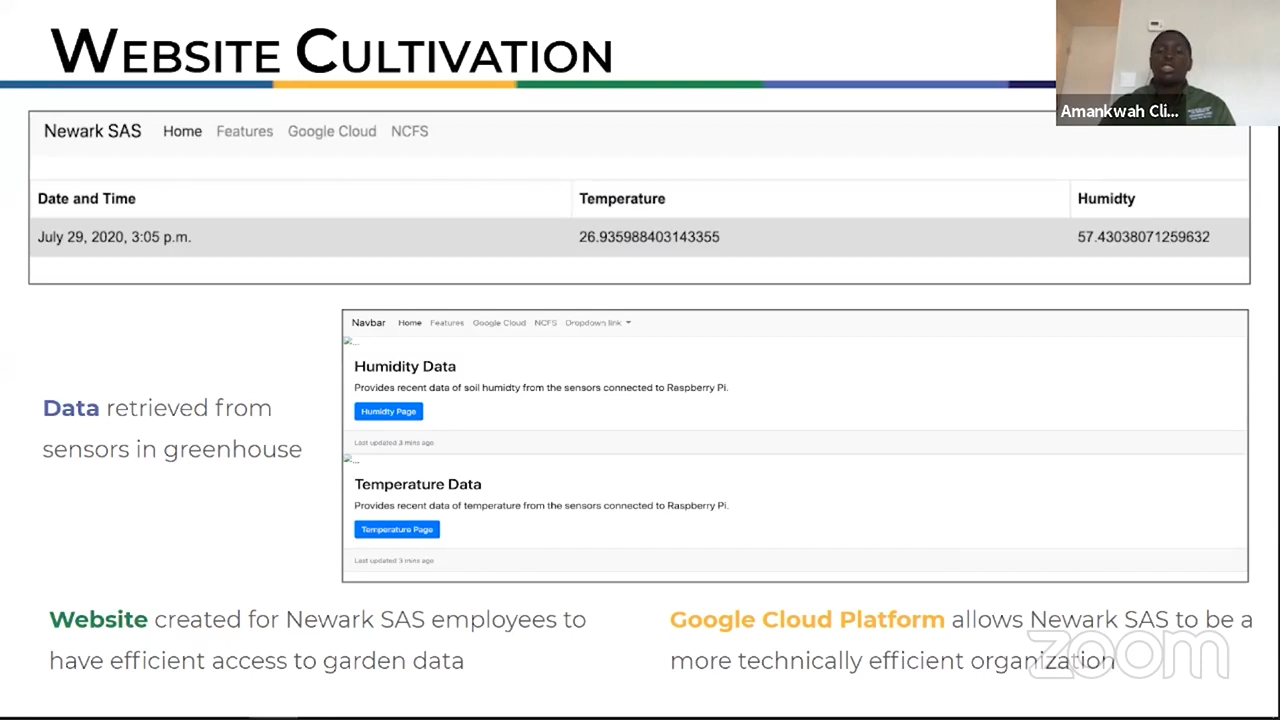 WEBSITE CULTIVATION
Amankwah Cli...
Newark SAS Home Features Google Cloud NCFS
Date and Time Temperature Humidty
July 29, 2020, 3:05 p.m. 26.935988403143355 57.43038071259632
Navbar Home Features Google Cloud NCFS Dropdown link
...
Humidity Data
Provides recent data of soil humidty from the sensors connected to Raspberry Pi.
Humidty Page
Last updated 3 mins ago
...
Temperature Data
Provides recent data of temperature from the sensors connected to Raspberry Pi.
Temperature Page
Last updated 3 mins ago
Data retrieved from
sensors in greenhouse
Website created for Newark SAS employees to
have efficient access to garden data
Google Cloud Platform allows Newark SAS to be a
more technically efficient organization
zoom